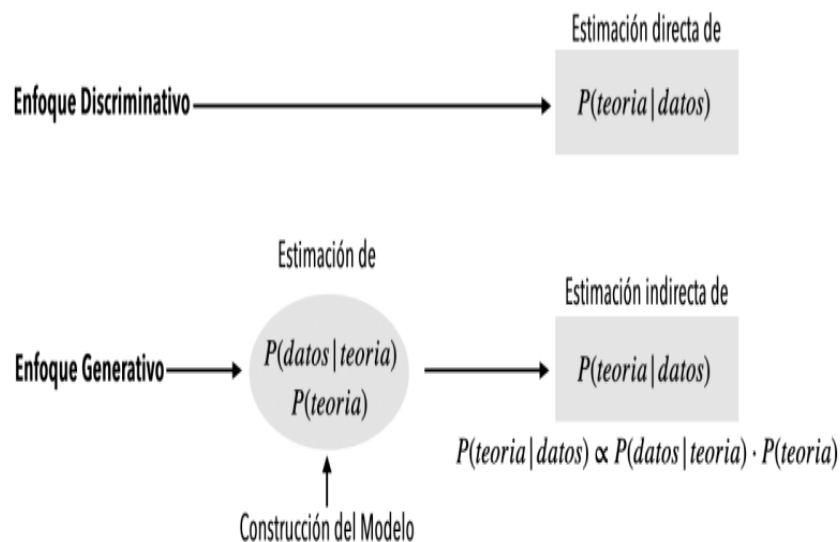 Estimación directa de
Enfoque Discriminativo
P(teoria|datos)
Estimación de
Estimación indirecta de
Enfoque Generativo
P(datos|teoria)
P(teoria)
P(teoria|datos)
P(teoria|datos) ∝ P(datos|teoria) · P(teoria)
Construcción del Modelo